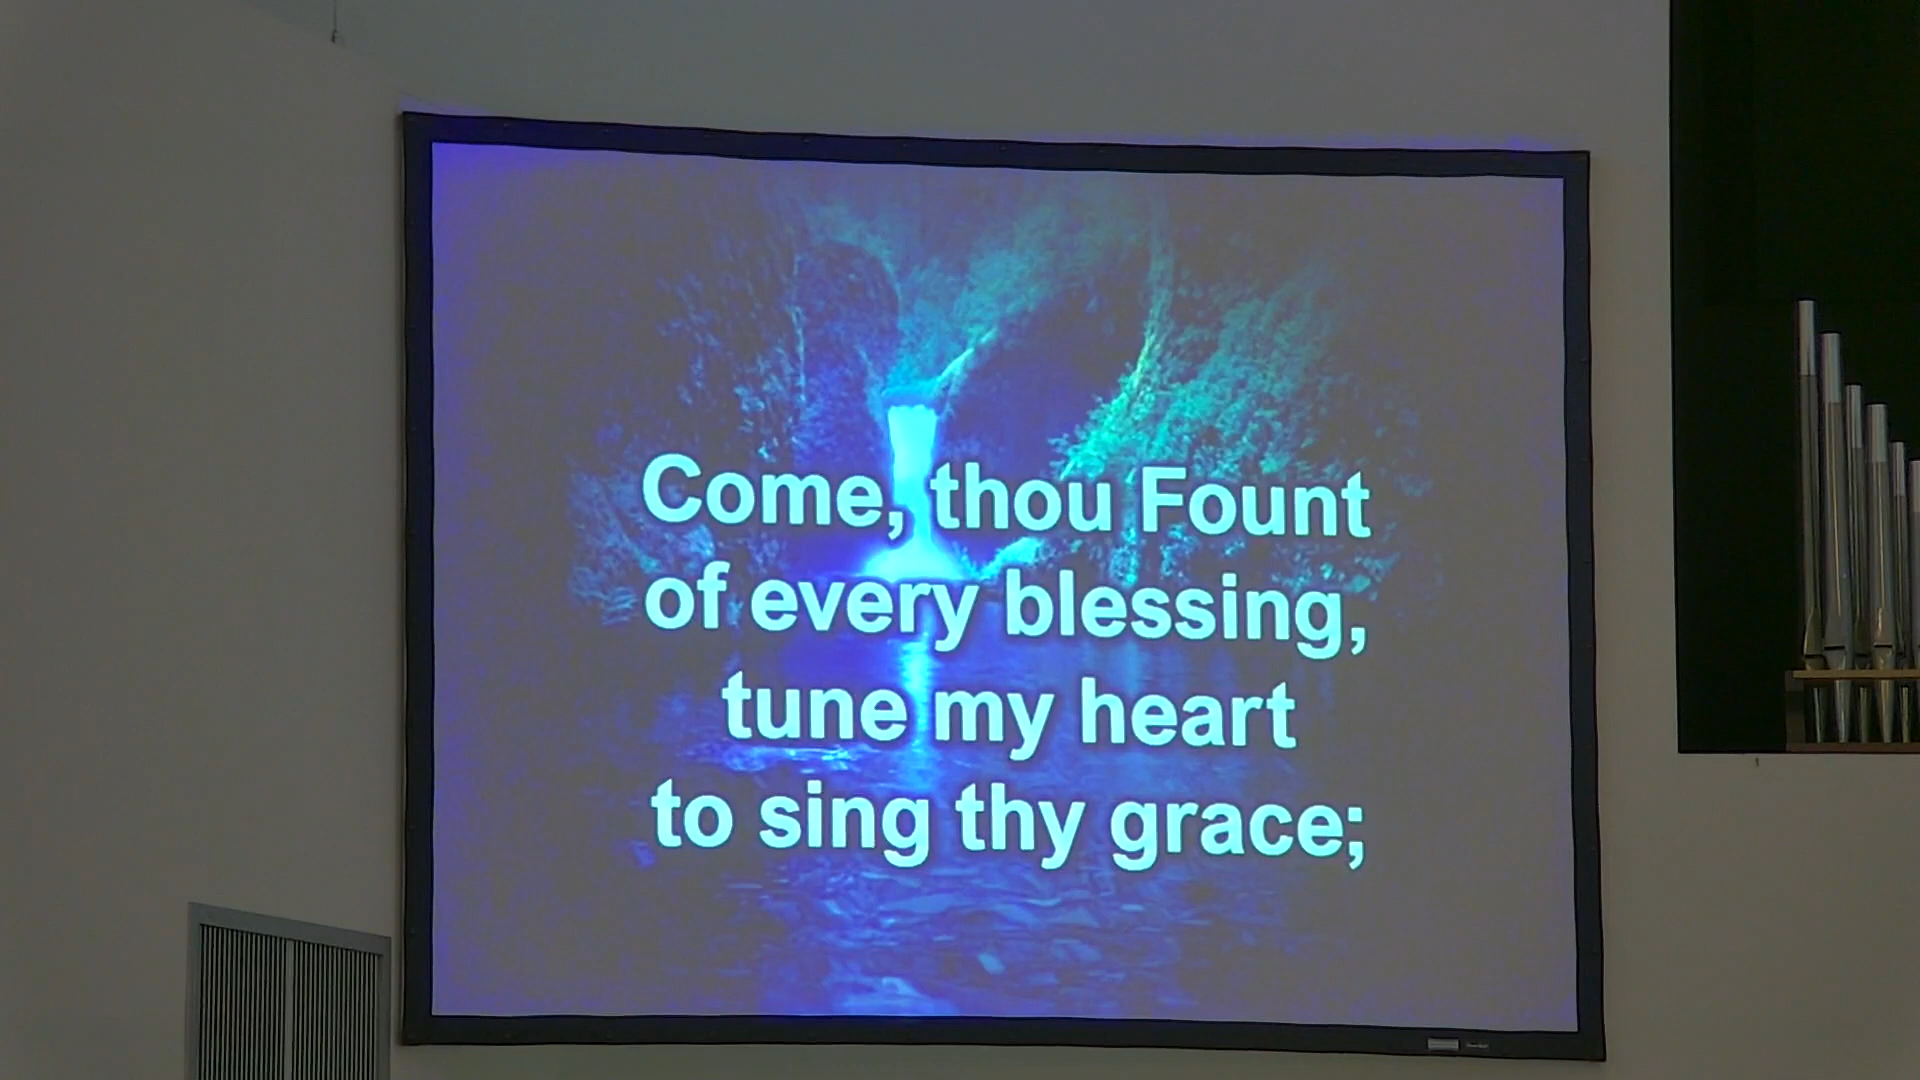 Come, thou Fount
of every blessing,
tune my heart
to sing thy grace;